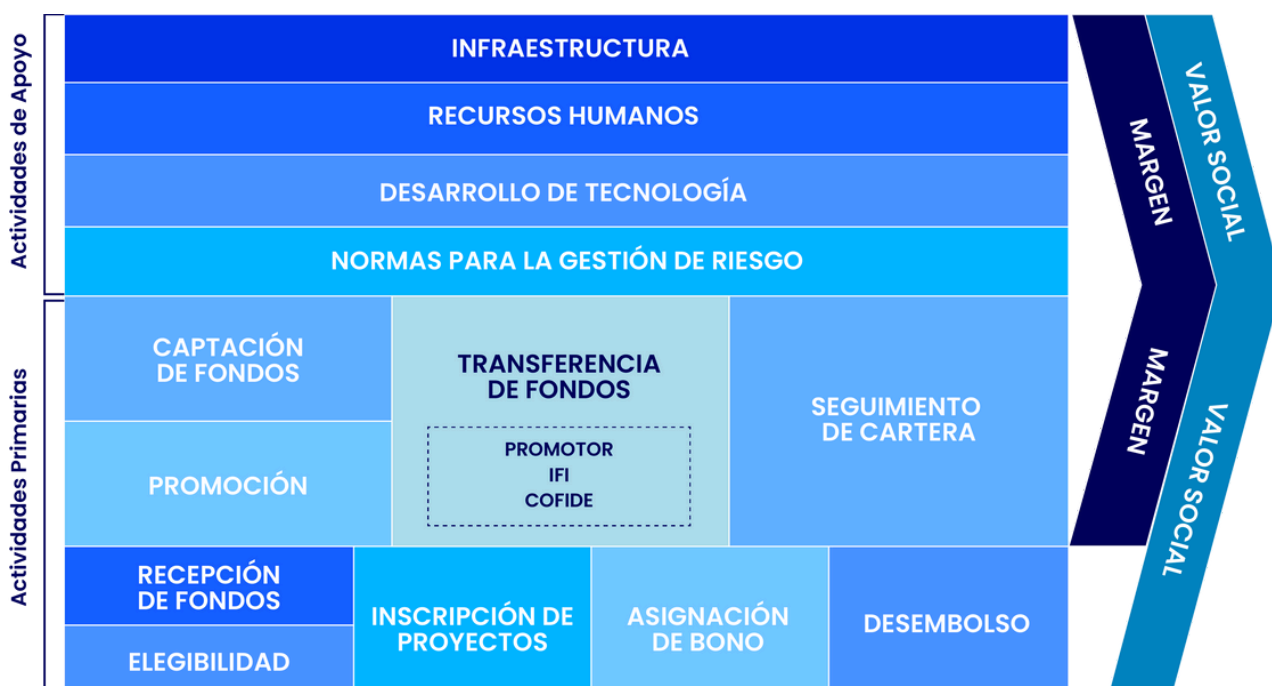 Actividades de Apoyo
INFRAESTRUCTURA
RECURSOS HUMANOS
DESARROLLO DE TECNOLOGÍA
NORMAS PARA LA GESTIÓN DE RIESGO
Actividades Primarias
CAPTACIÓN
DE FONDOS
PROMOCIÓN
TRANSFERENCIA
DE FONDOS
PROMOTOR
IFI
COFIDE
SEGUIMIENTO
DE CARTERA
RECEPCIÓN
DE FONDOS
ELEGIBILIDAD
INSCRIPCIÓN DE
PROYECTOS
ASIGNACIÓN
DE BONO
DESEMBOLSO
MARGEN
MARGEN
VALOR SOCIAL
VALOR SOCIAL